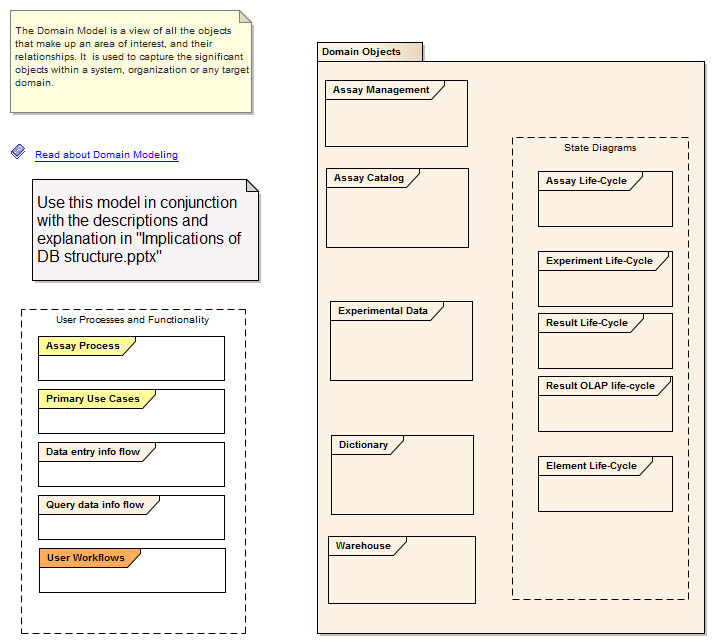 The Domain Model is a view of all the objects
that make up an area of interest, and their
relationships. It is used to capture the significant
objects within a system, organization or any target
domain.
Read about Domain Modeling
Use this model in conjunction
with the descriptions and
explanation in "Implications of
DB structure.pptx"
User Processes and Functionality
Assay Process
Primary Use Cases
Data entry info flow
Query data info flow
User Workflows
Domain Objects
Assay Management
Assay Catalog
Experimental Data
Dictionary
Warehouse
State Diagrams
Assay Life-Cycle
Experiment Life-Cycle
Result Life-Cycle
Result OLAP life-cycle
Element Life-Cycle